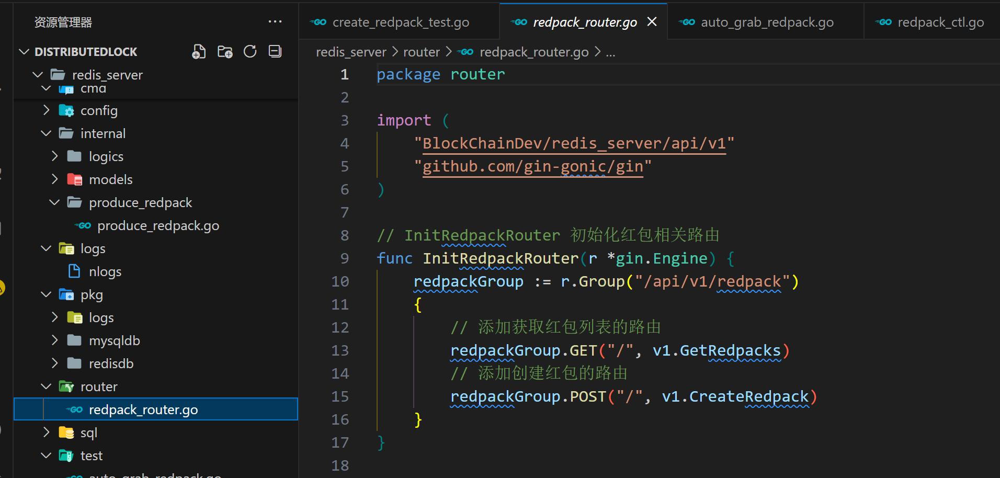 资源管理器
DISTRIBUTEDLOCK
redis_server
cmd
config
internal
logics
models
produce_redpack
produce_redpack.go
logs
nlogs
pkg
logs
mysqldb
redisdb
router
redpack_router.go
sql
test
auto_grab_redpack.go
create_redpack_test.go
redpack_router.go
auto_grab_redpack.go
redpack_ctl.go
redis_server > router > redpack_router.go > ...
1 package router
2
3 import (
4 "BlockChainDev/redis_server/api/v1"
5 "github.com/gin-gonic/gin"
6 )
7
8 // InitRedpackRouter 初始化红包相关路由
9 func InitRedpackRouter(r *gin.Engine) {
10 redpackGroup := r.Group("/api/v1/redpack")
11 {
12 // 添加获取红包列表的路由
13 redpackGroup.GET("/", v1.GetRedpacks)
14 // 添加创建红包的路由
15 redpackGroup.POST("/", v1.CreateRedpack)
16 }
17 }
18